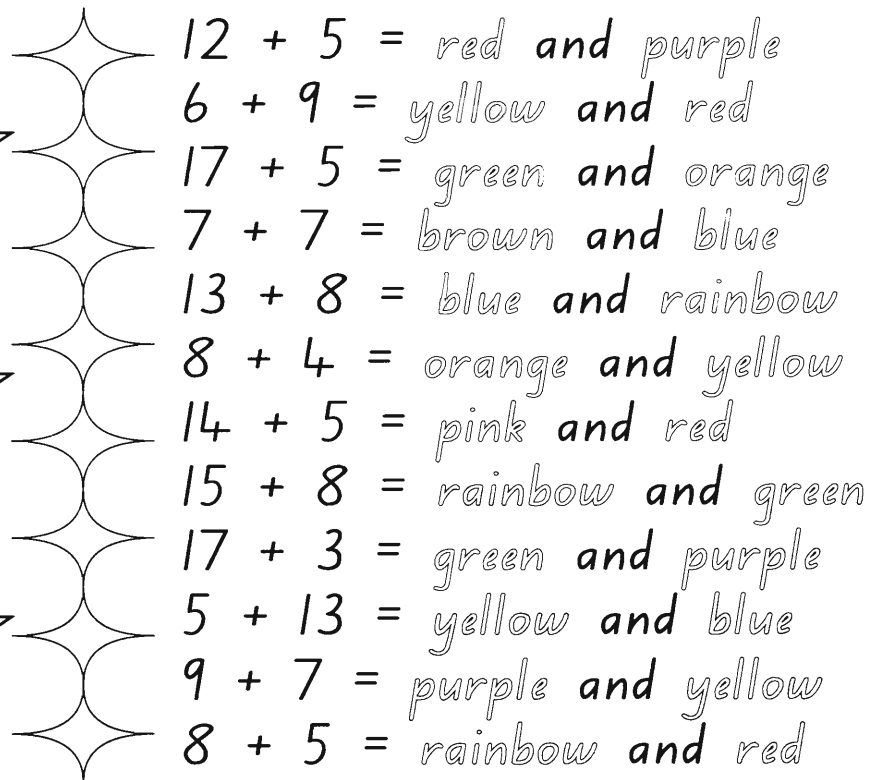 12 + 5 = red and purple
6 + 9 = yellow and red
17 + 5 = green and orange
7 + 7 = brown and blue
13 + 8 = blue and rainbow
8 + 4 = orange and yellow
14 + 5 = pink and red
15 + 8 = rainbow and green
17 + 3 = green and purple
5 + 13 = yellow and blue
9 + 7 = purple and yellow
8 + 5 = rainbow and red